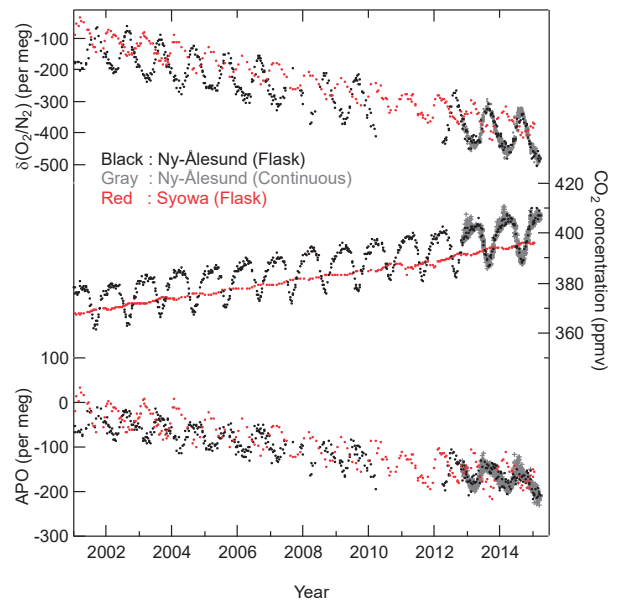 -100
-200
-300
-400
-500
δ(O₂/N₂) (per meg)
Black : Ny-Ålesund (Flask)
Gray : Ny-Ålesund (Continuous)
Red : Syowa (Flask)
420
400
380
360
CO₂ concentration (ppmv)
100
0
-100
-200
-300
APO (per meg)
2002 2004 2006 2008 2010 2012 2014
Year